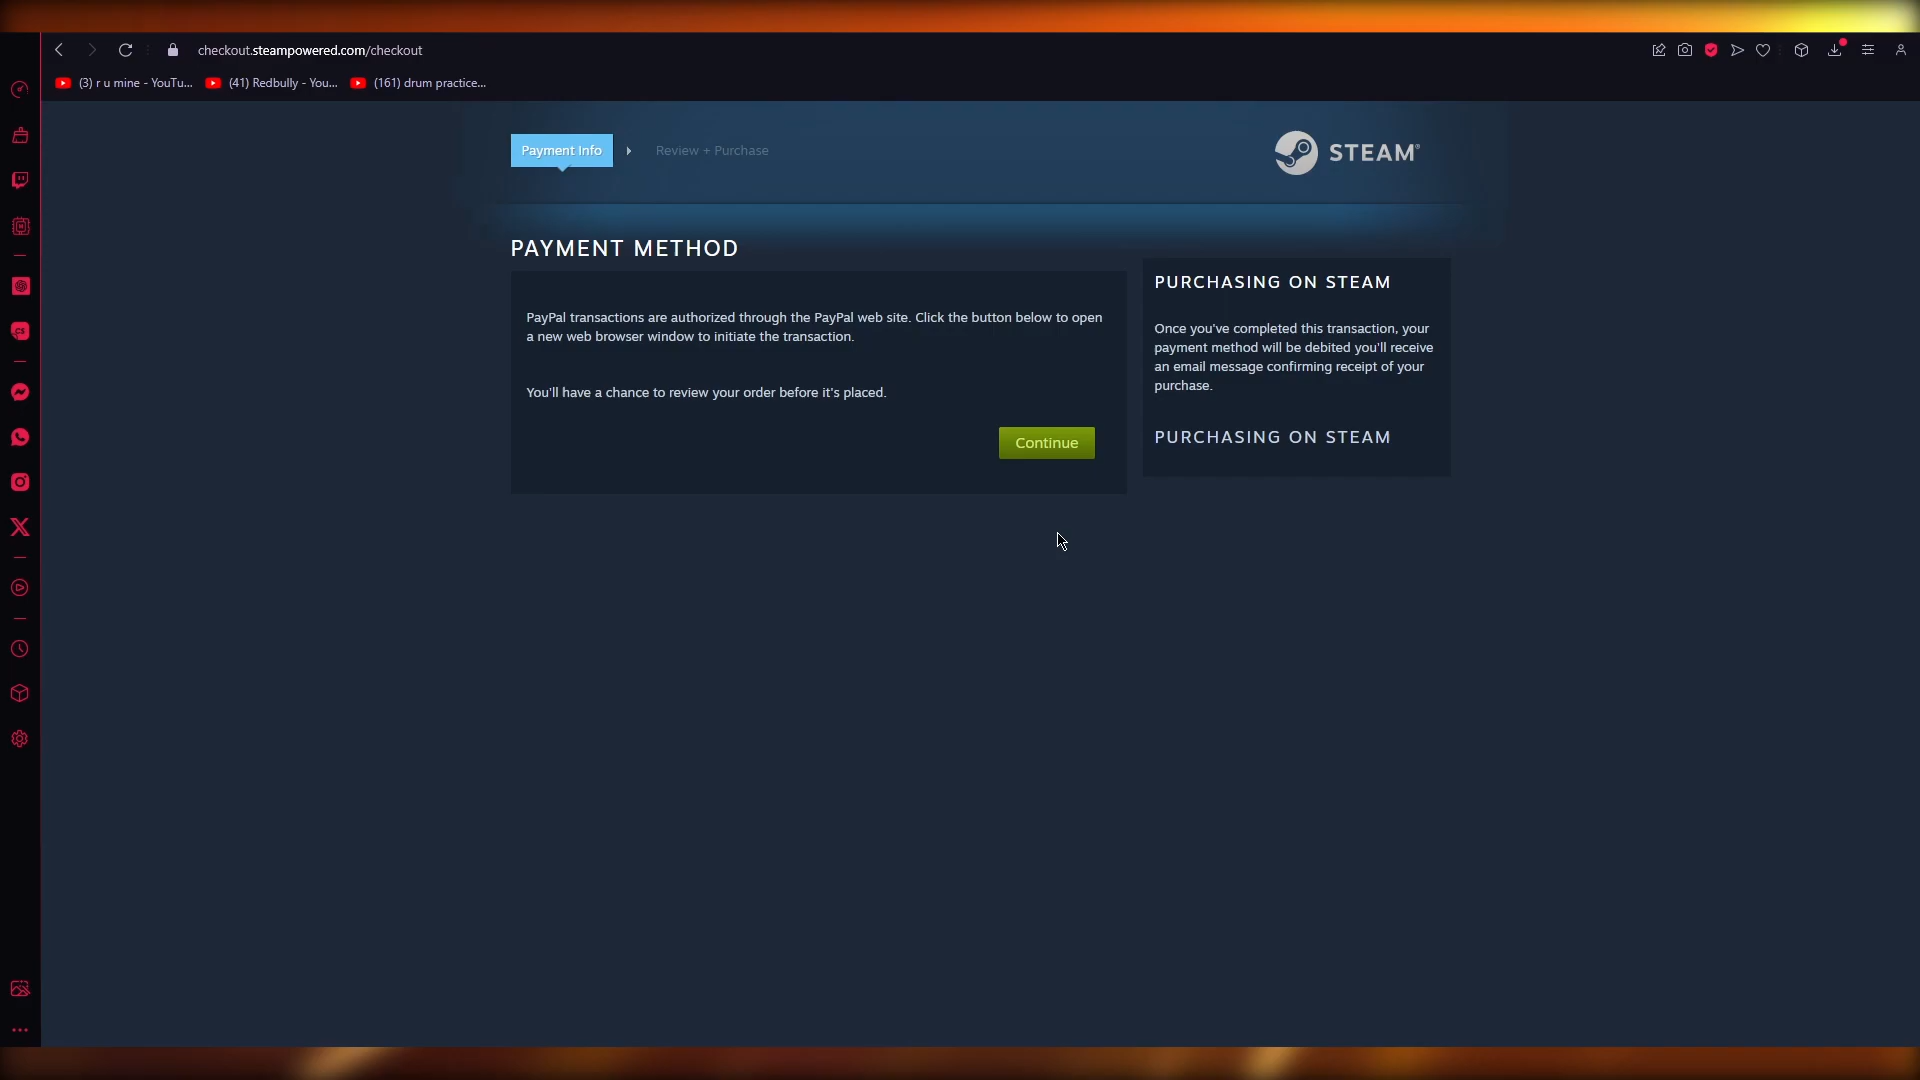 checkout.steampowered.com/checkout
(3) r u mine - YouTu...
(41) Redbully - You...
(161) drum practice...
Payment Info
Review + Purchase
STEAM®
PAYMENT METHOD
PayPal transactions are authorized through the PayPal web site. Click the button below to open
a new web browser window to initiate the transaction.
You'll have a chance to review your order before it's placed.
Continue
PURCHASING ON STEAM
Once you've completed this transaction, your
payment method will be debited you'll receive
an email message confirming receipt of your
purchase.
PURCHASING ON STEAM